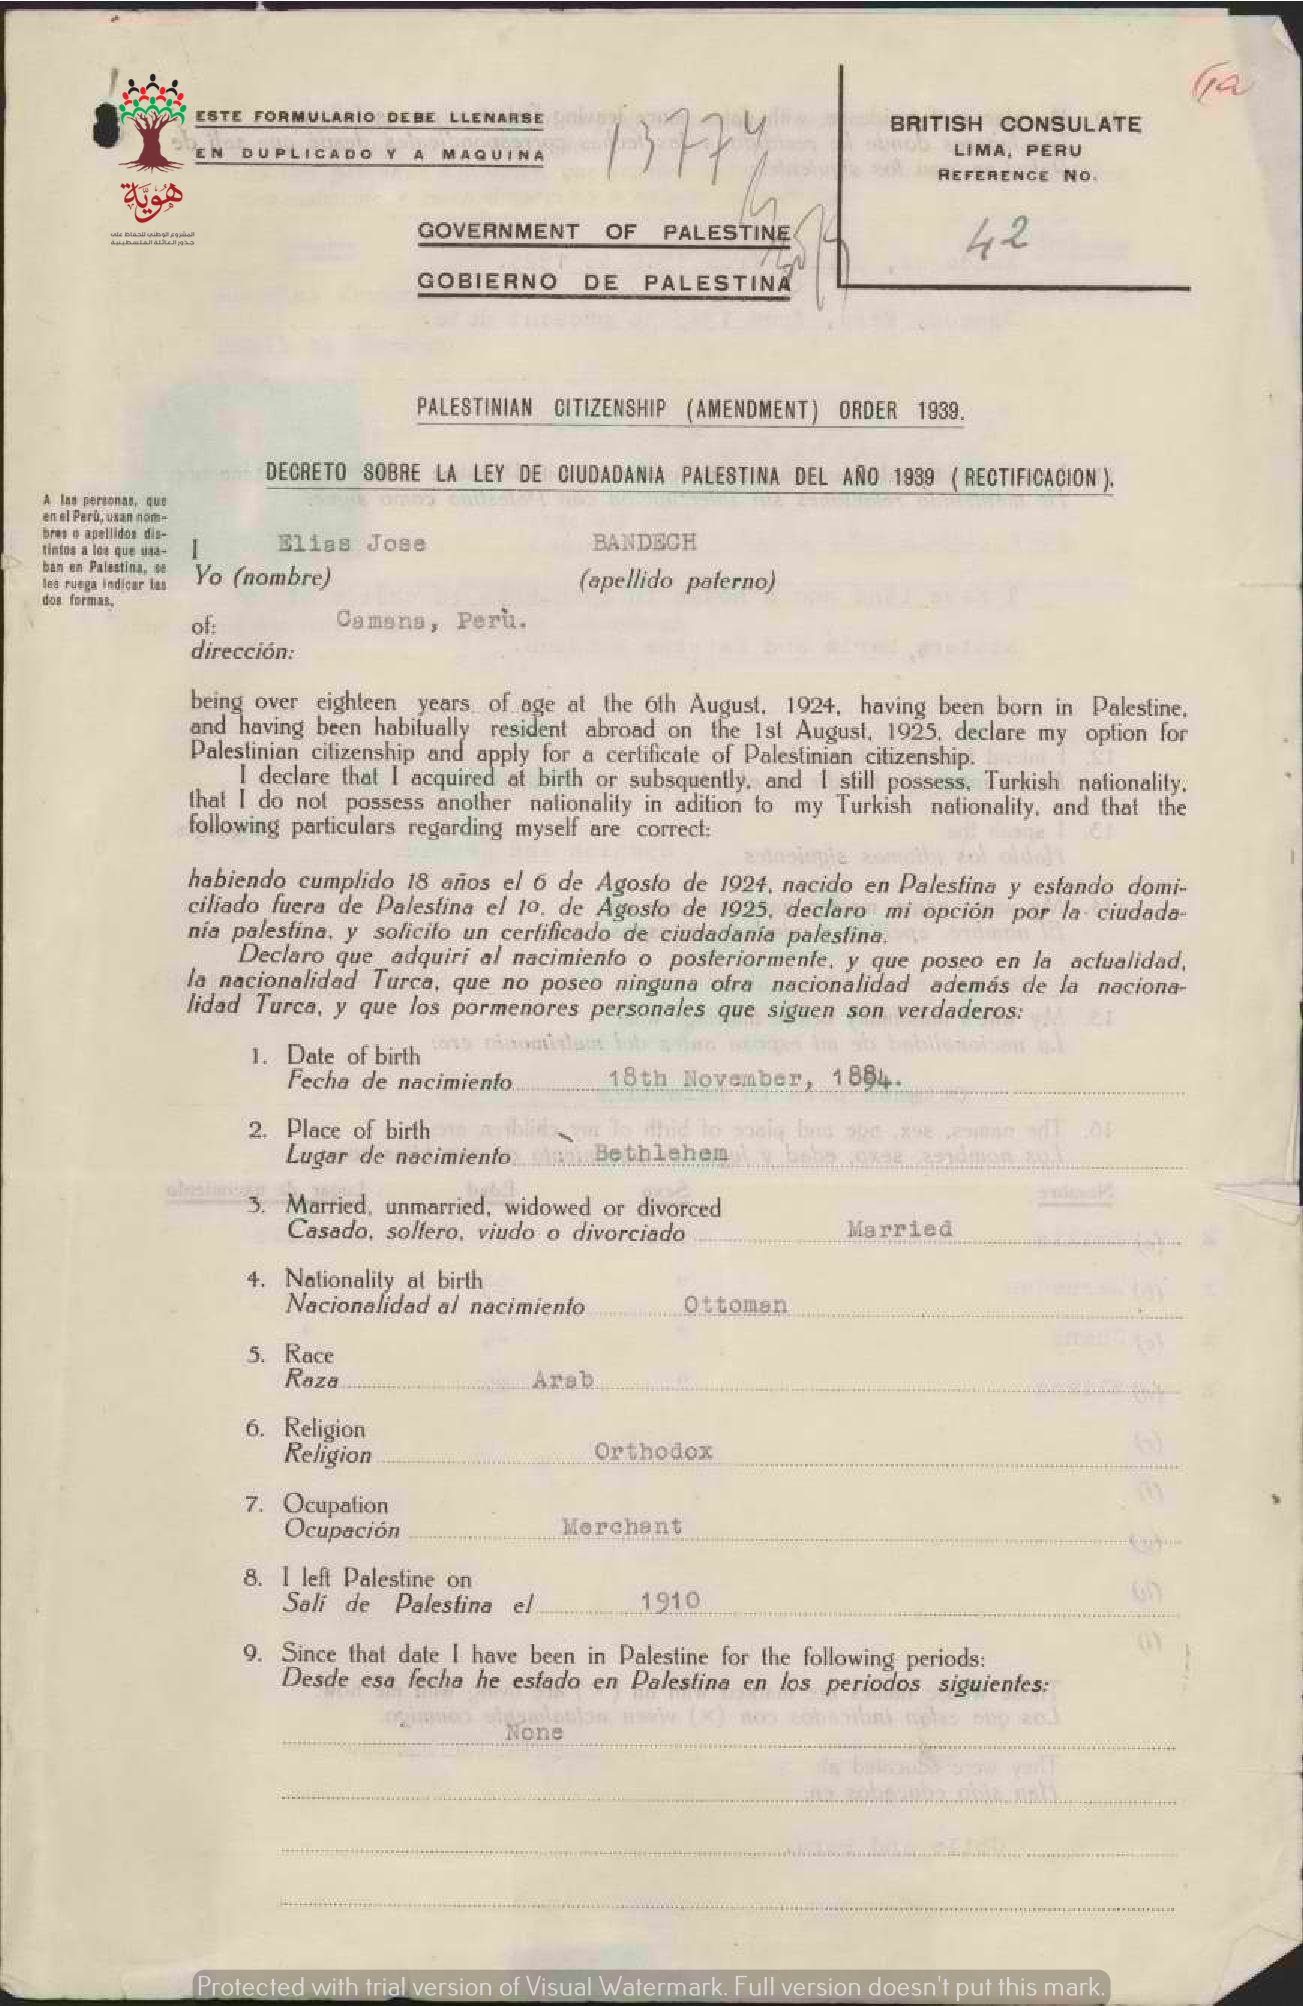 ESTE FORMULARIO DEBE LLENARSE
EN DUPLICADO Y A MAQUINA
هوية
BRITISH CONSULATE
LIMA, PERU
REFERENCE No.
42
GOVERNMENT OF PALESTINE
GOBIERNO DE PALESTINA
PALESTINIAN CITIZENSHIP (AMENDMENT) ORDER 1939.
DECRETO SOBRE LA LEY DE CIUDADANIA PALESTINA DEL AÑO 1939 (RECTIFICACION).
A las personas, que
en el Perú, usan nom-
bres o apellidos dis-
tintos a los que usa-
ban en Palestina, se
les ruega indicar las
dos formas.
I Elias Jose BANDECH
Yo (nombre) (apellido paterno)
of: Camana, Perù.
dirección:
being over eighteen years of age at the 6th August, 1924, having been born in Palestine,
and having been habitually resident abroad on the 1st August, 1925, declare my option for
Palestinian citizenship and apply for a certificate of Palestinian citizenship.
I declare that I acquired at birth or subsquently, and I still possess, Turkish nationality,
that I do not possess another nationality in adition to my Turkish nationality, and that the
following particulars regarding myself are correct:
habiendo cumplido 18 años el 6 de Agosto de 1924, nacido en Palestina y estando domi-
ciliado fuera de Palestina el 1o. de Agosto de 1925, declaro mi opción por la ciudada-
nía palestina, y solicito un certificado de ciudadanía palestina.
Declaro que adquirí al nacimiento o posteriormente, y que poseo en la actualidad,
la nacionalidad Turca, que no poseo ninguna otra nacionalidad además de la naciona-
lidad Turca, y que los pormenores personales que siguen son verdaderos:
1. Date of birth
Fecha de nacimiento 18th November, 1884.
2. Place of birth
Lugar de nacimiento Bethlehem
3. Married, unmarried, widowed or divorced
Casado, soltero, viudo o divorciado Married
4. Nationality at birth
Nacionalidad al nacimiento Ottoman
5. Race
Raza Arab
6. Religion
Religion Orthodox
7. Ocupation
Ocupación Merchant
8. I left Palestine on
Salí de Palestina el 1910
9. Since that date I have been in Palestine for the following periods:
Desde esa fecha he estado en Palestina en los periodos siguientes:
None
Protected with trial version of Visual Watermark. Full version doesn't put this mark.